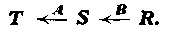 T ←A S ←B R.